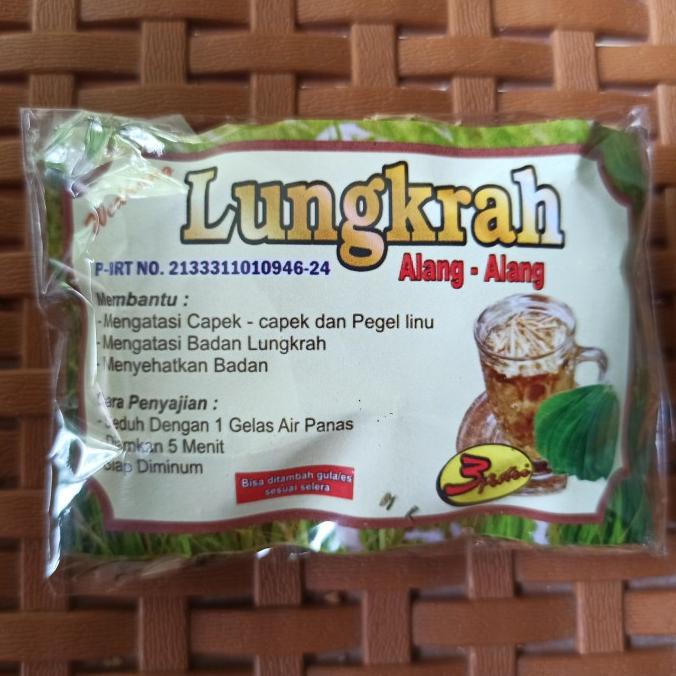 Lungkrah
Alang - Alang
P-IRT NO. 2133311010946-24
Membantu :
-Mengatasi Capek - capek dan Pegel linu
-Mengatasi Badan Lungkrah
-Menyehatkan Badan
Cara Penyajian :
-Seduh Dengan 1 Gelas Air Panas
-Diamkan 5 Menit
-Siap Diminum
Bisa ditambah gula/es
sesuai selera
3